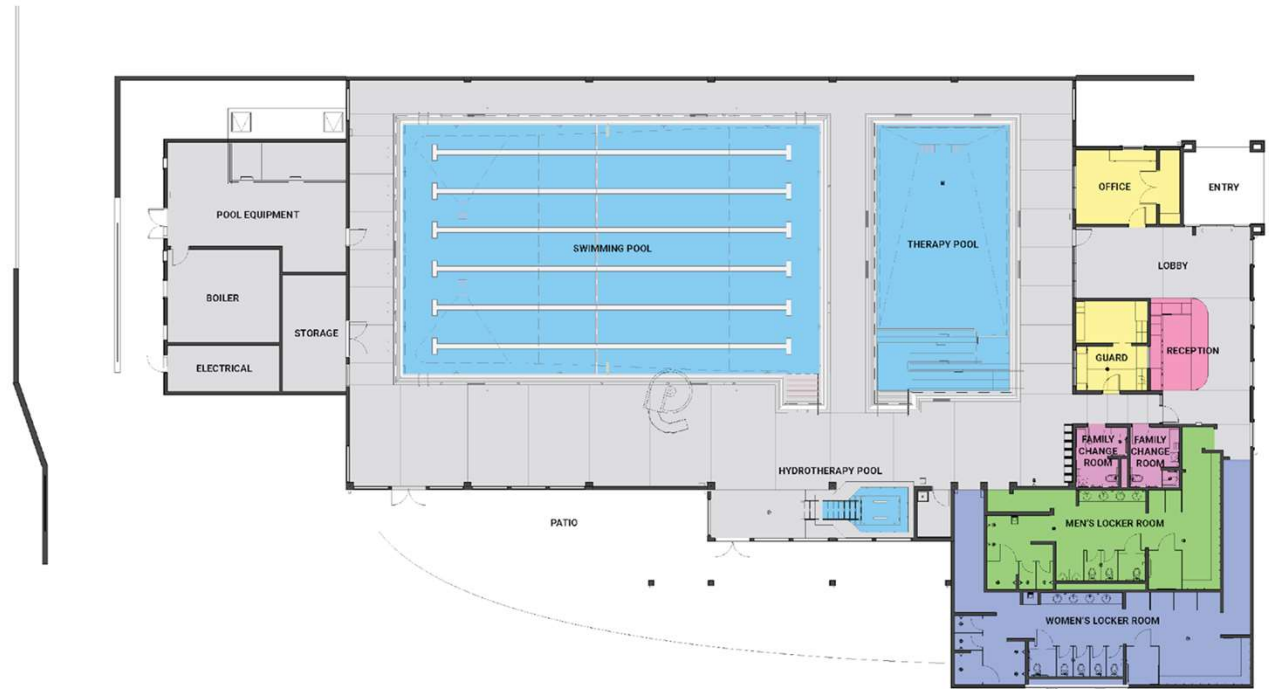 OFFICE
ENTRY
POOL EQUIPMENT
SWIMMING POOL
THERAPY POOL
LOBBY
BOILER
STORAGE
ELECTRICAL
GUARD
RECEPTION
FAMILY
CHANGE
ROOM
FAMILY
CHANGE
ROOM
HYDROTHERAPY POOL
PATIO
MEN'S LOCKER ROOM
WOMEN'S LOCKER ROOM